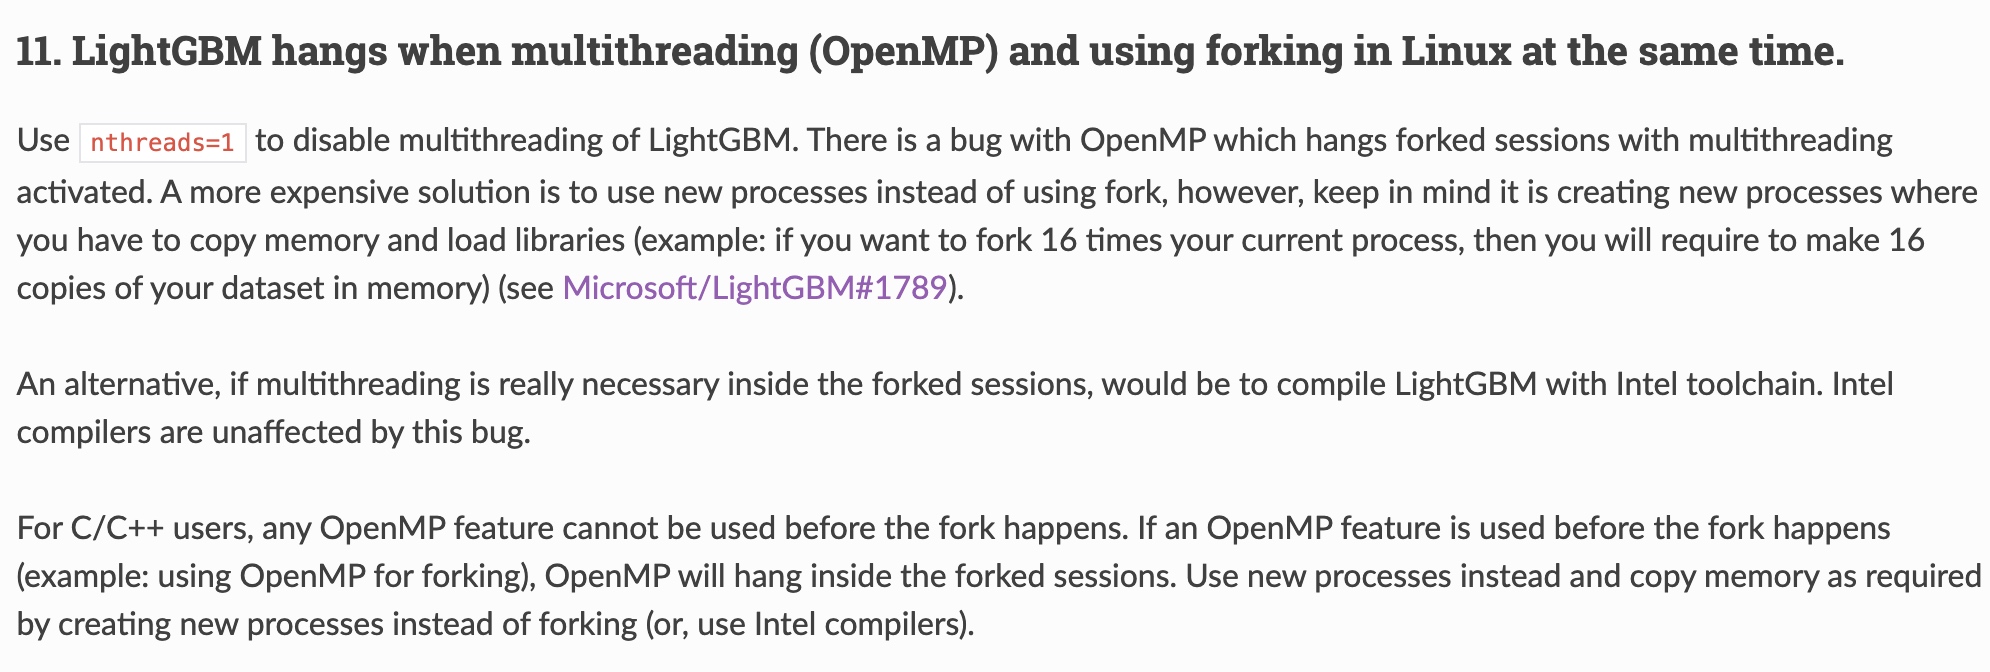 11. LightGBM hangs when multithreading (OpenMP) and using forking in Linux at the same time.
Use nthreads=1 to disable multithreading of LightGBM. There is a bug with OpenMP which hangs forked sessions with multithreading
activated. A more expensive solution is to use new processes instead of using fork, however, keep in mind it is creating new processes where
you have to copy memory and load libraries (example: if you want to fork 16 times your current process, then you will require to make 16
copies of your dataset in memory) (see Microsoft/LightGBM#1789).
An alternative, if multithreading is really necessary inside the forked sessions, would be to compile LightGBM with Intel toolchain. Intel
compilers are unaffected by this bug.
For C/C++ users, any OpenMP feature cannot be used before the fork happens. If an OpenMP feature is used before the fork happens
(example: using OpenMP for forking), OpenMP will hang inside the forked sessions. Use new processes instead and copy memory as required
by creating new processes instead of forking (or, use Intel compilers).